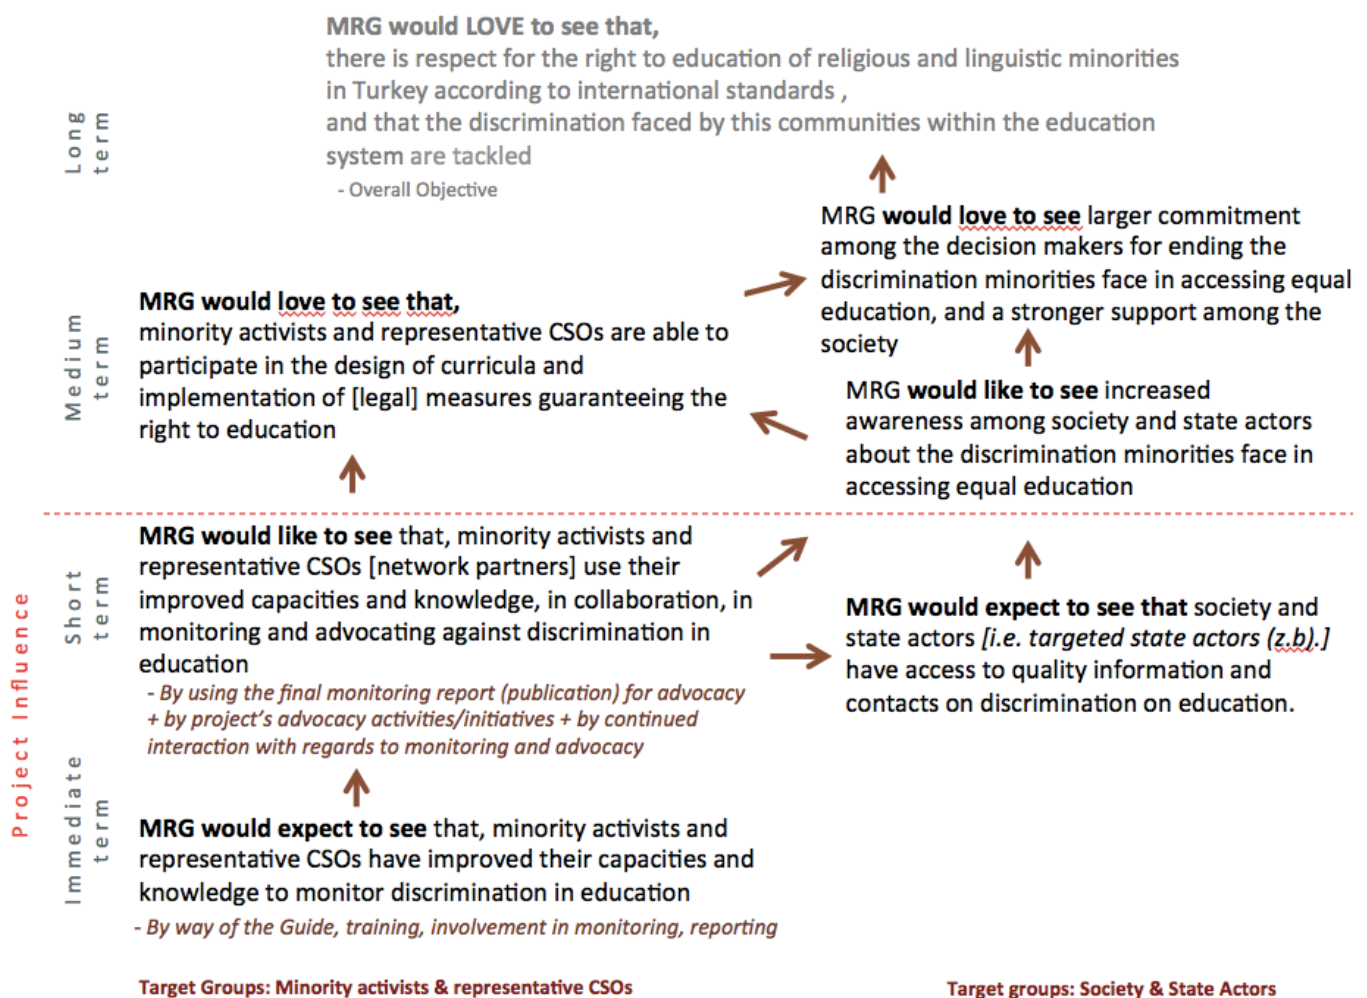 MRG would LOVE to see that,
there is respect for the right to education of religious and linguistic minorities
in Turkey according to international standards ,
and that the discrimination faced by this communities within the education
system are tackled
- Overall Objective
Long
term
MRG would love to see larger commitment
among the decision makers for ending the
discrimination minorities face in accessing equal
education, and a stronger support among the
society
MRG would love to see that,
minority activists and representative CSOs are able to
participate in the design of curricula and
implementation of [legal] measures guaranteeing the
right to education
Medium
term
MRG would like to see increased
awareness among society and state actors
about the discrimination minorities face in
accessing equal education
MRG would like to see that, minority activists and
representative CSOs [network partners] use their
improved capacities and knowledge, in collaboration, in
monitoring and advocating against discrimination in
education
- By using the final monitoring report (publication) for advocacy
+ by project's advocacy activities/initiatives + by continued
interaction with regards to monitoring and advocacy
Short
term
MRG would expect to see that society and
state actors [i.e. targeted state actors (z.b).]
have access to quality information and
contacts on discrimination on education.
Project Influence
Immediate
term
MRG would expect to see that, minority activists and
representative CSOs have improved their capacities and
knowledge to monitor discrimination in education
- By way of the Guide, training, involvement in monitoring, reporting
Target Groups: Minority activists & representative CSOs
Target groups: Society & State Actors